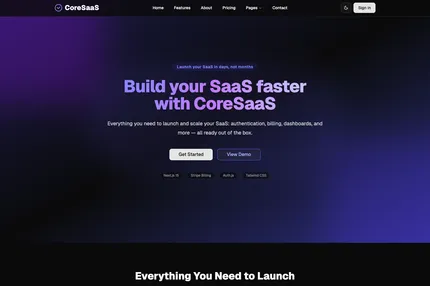 CoreSaaS
Home Features About Pricing Pages Contact
Sign in
Launch your SaaS in days, not months
Build your SaaS faster
with CoreSaaS
Everything you need to launch and scale your SaaS: authentication, billing, dashboards, and
more — all ready out of the box.
Get Started View Demo
Stripe Billing Auth.js Tailwind CSS
Everything You Need to Launch